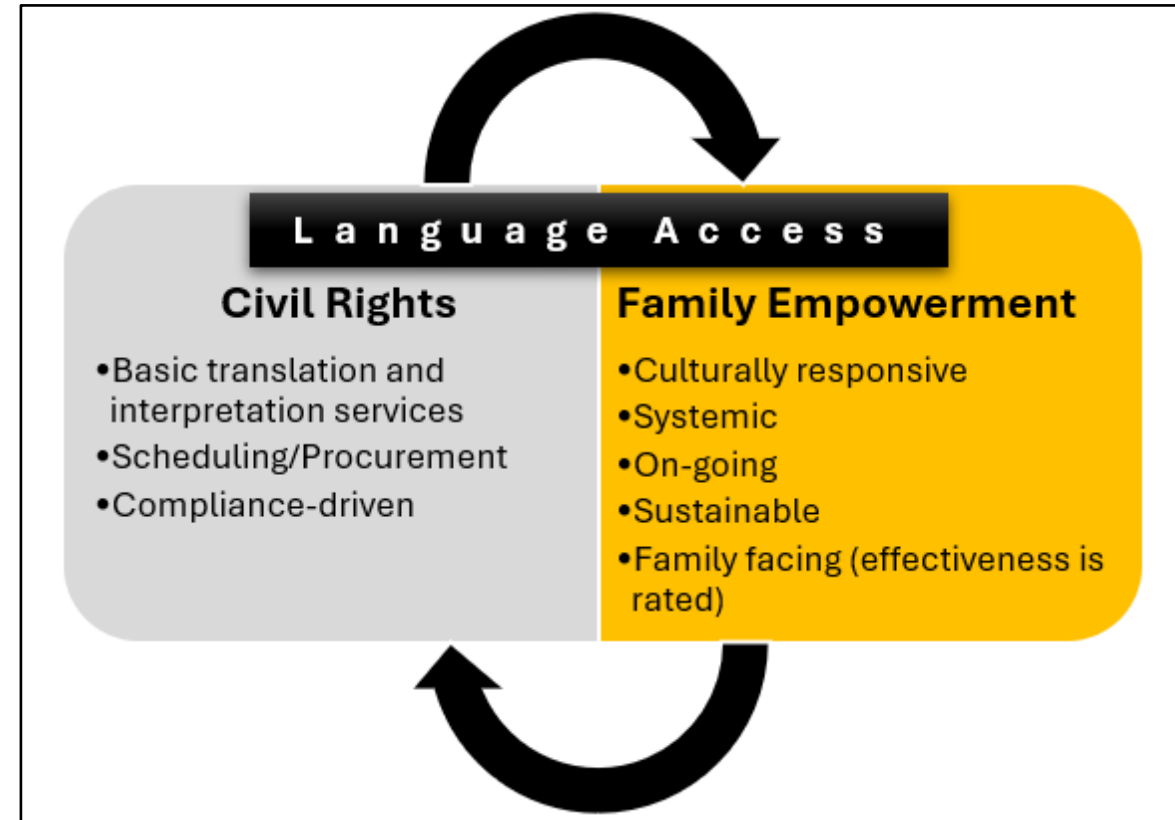 Language Access
Civil Rights
•Basic translation and
interpretation services
•Scheduling/Procurement
•Compliance-driven
Family Empowerment
•Culturally responsive
•Systemic
•On-going
•Sustainable
•Family facing (effectiveness is
rated)